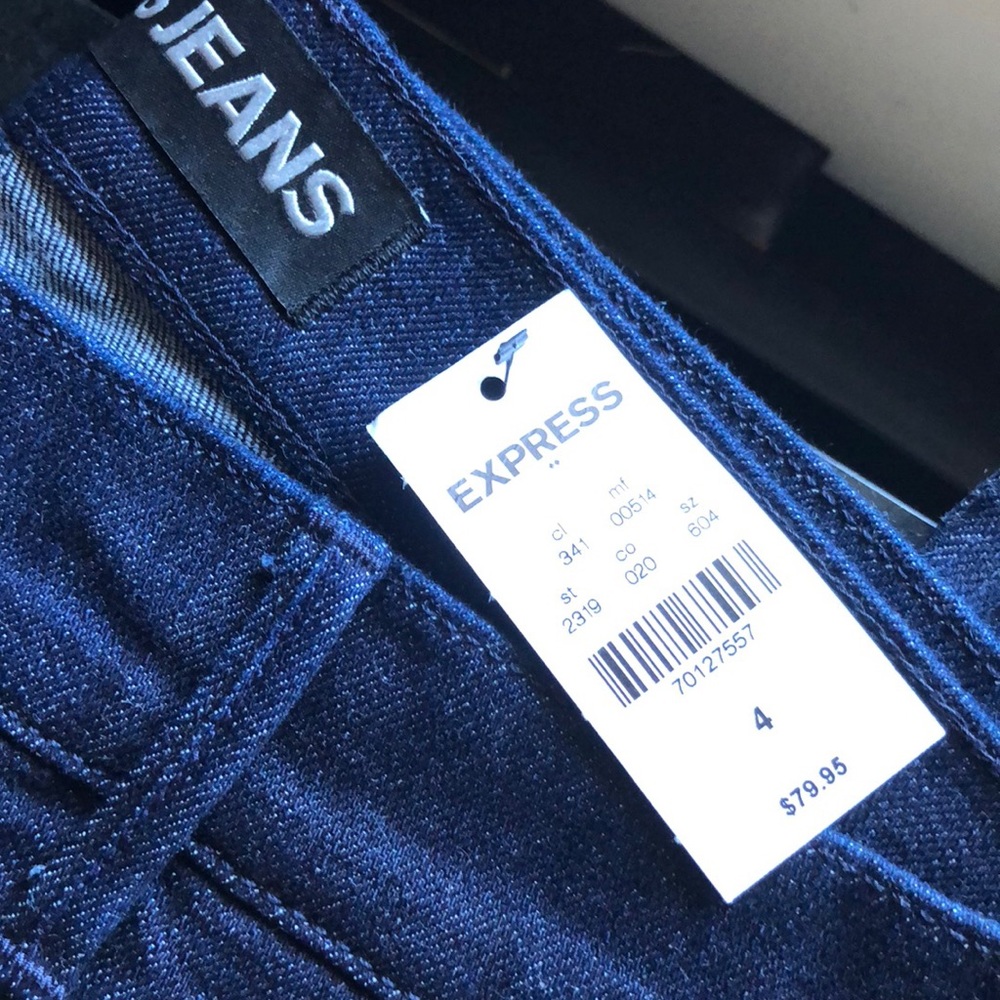 JEANS
EXPRESS
cl mf
341 00514 sz
st co 604
2319 020
70127557
4
$79.95